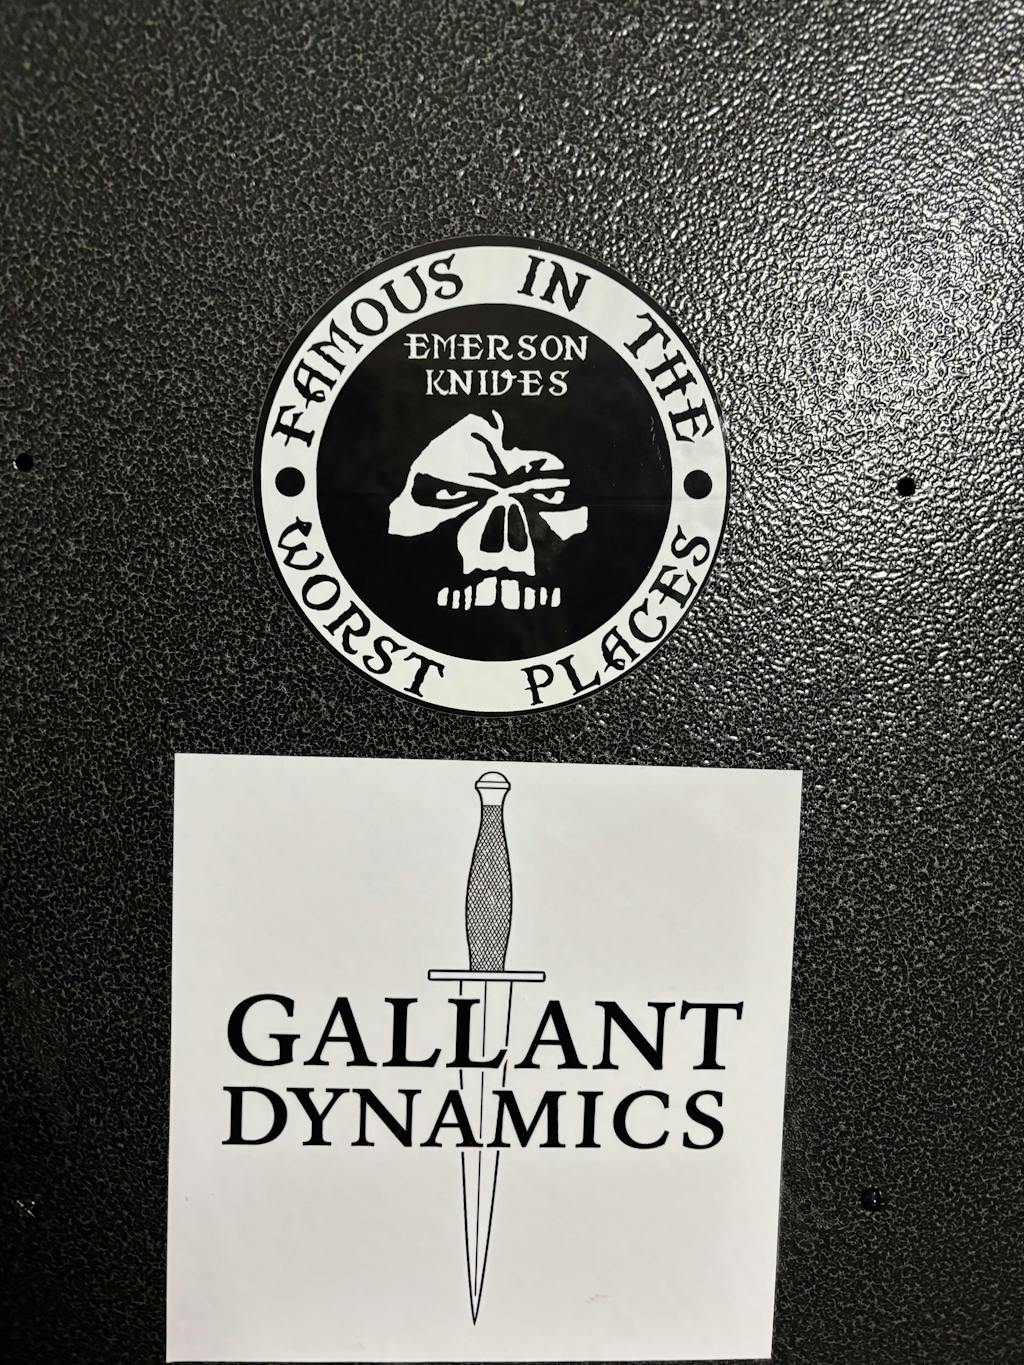 FAMOUS IN THE
EMERSON
KNIVES
WORST PLACES
GALLANT
DYNAMICS